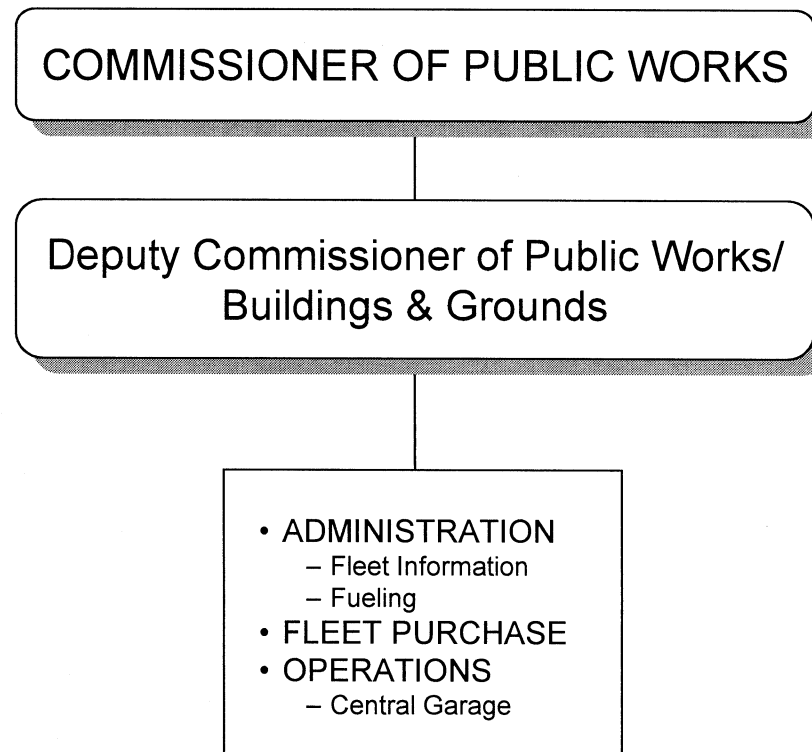 COMMISSIONER OF PUBLIC WORKS
Deputy Commissioner of Public Works/
Buildings & Grounds
• ADMINISTRATION
– Fleet Information
– Fueling
• FLEET PURCHASE
• OPERATIONS
– Central Garage